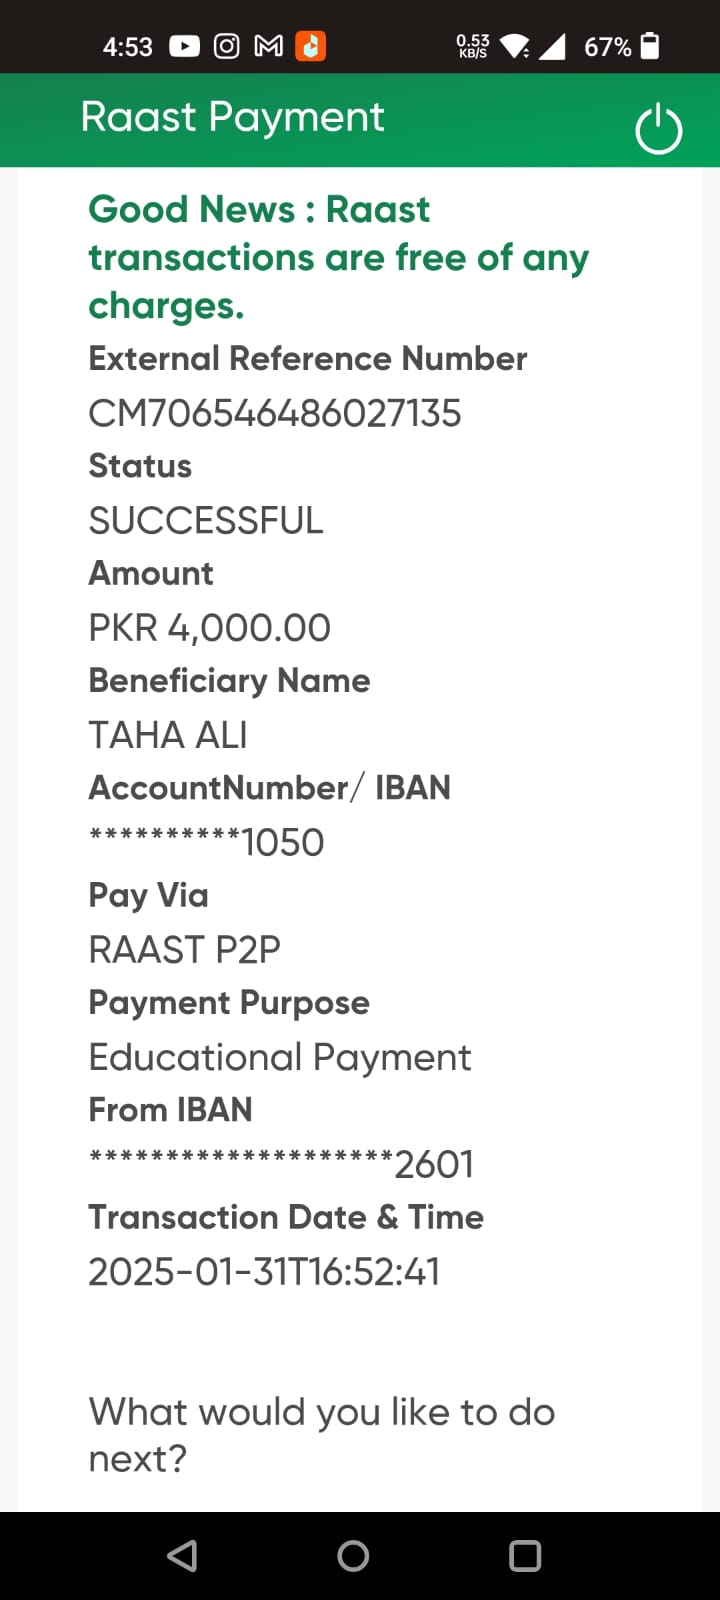 4:53
0.53
KB/S
67%
Raast Payment
Good News : Raast
transactions are free of any
charges.
External Reference Number
CM706546486027135
Status
SUCCESSFUL
Amount
PKR 4,000.00
Beneficiary Name
TAHA ALI
AccountNumber/ IBAN
**********1050
Pay Via
RAAST P2P
Payment Purpose
Educational Payment
From IBAN
********************2601
Transaction Date & Time
2025-01-31T16:52:41
What would you like to do
next?